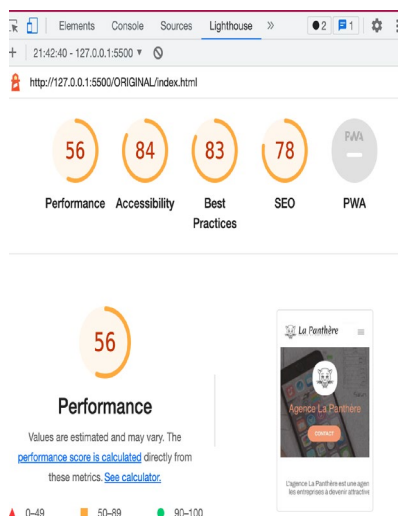 Elements Console Sources Lighthouse » 2 1
+ 21:42:40 - 127.0.0.1:5500 ▼
http://127.0.0.1:5500/ORIGINAL/index.html
56 84 83 78 PWA
Performance Accessibility Best Practices SEO PWA
56
Performance
Values are estimated and may vary. The
performance score is calculated directly from
these metrics. See calculator.
0–49 50–89 90–100
La Panthère
Agence La Panthère
CONTACT
L'agence La Panthère est une agen
les entreprises à devenir attractive